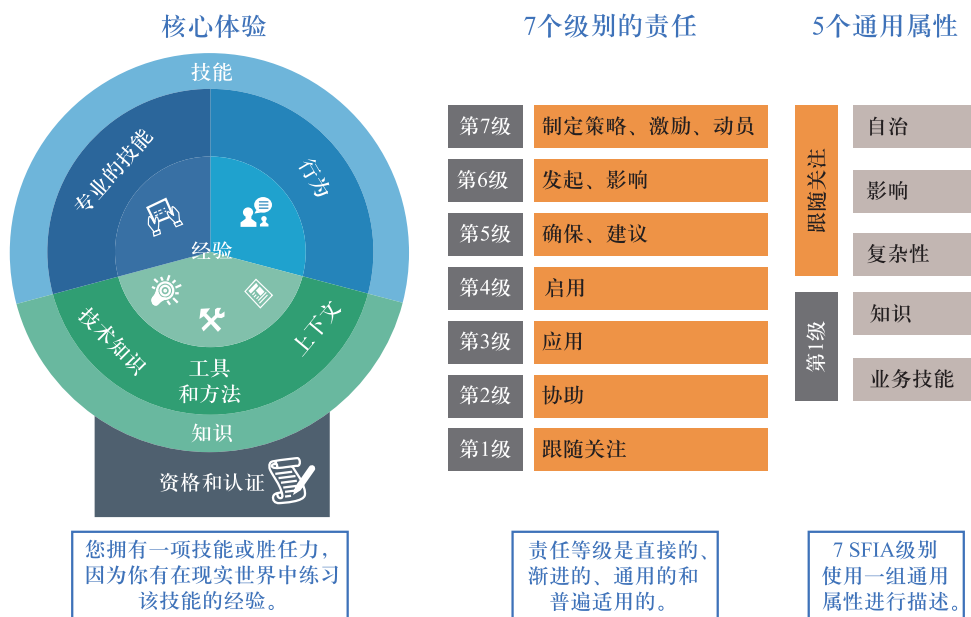 核心体验
技能
专业的技能
行为
经验
技术知识
工具
和方法
上下文
知识
资格和认证
您拥有一项技能或胜任力，
因为你有在现实世界中练习
该技能的经验。
7个级别的责任
第7级 制定策略、激励、动员
第6级 发起、影响
第5级 确保、建议
第4级 启用
第3级 应用
第2级 协助
第1级 跟随关注
责任等级是直接的、
渐进的、通用的和
普遍适用的。
5个通用属性
跟随关注
第1级
自治
影响
复杂性
知识
业务技能
7 SFIA级别
使用一组通用
属性进行描述。